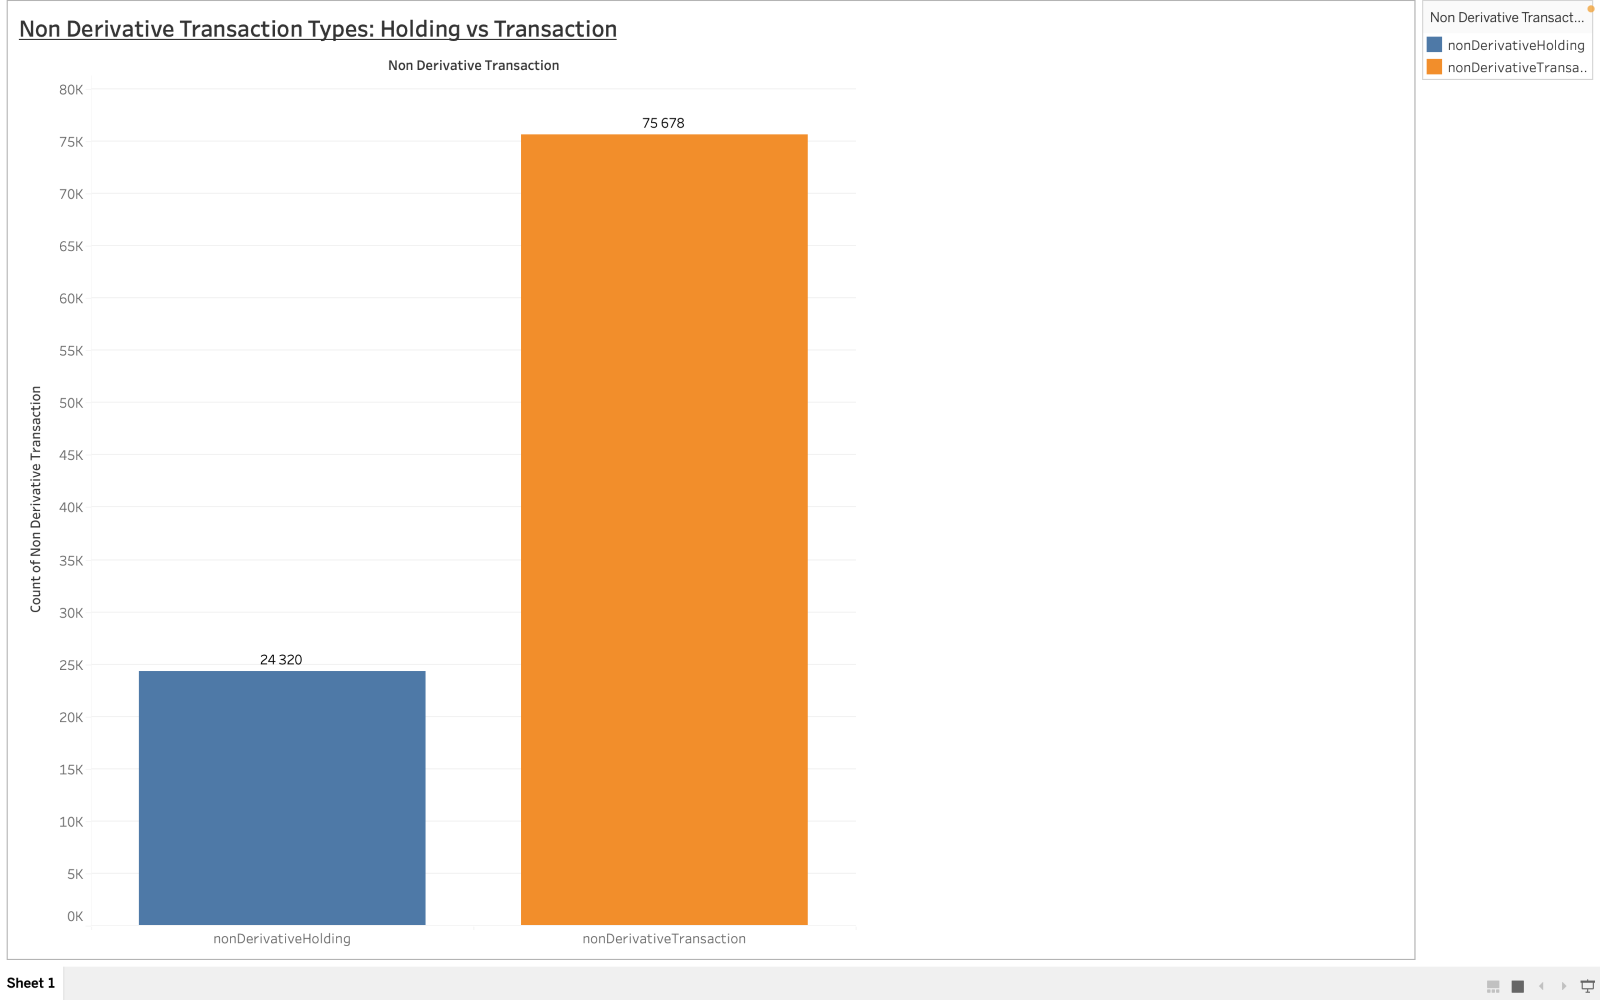 Non Derivative Transaction Types: Holding vs Transaction
Non Derivative Transact...
nonDerivativeHolding
nonDerivativeTransa..
Non Derivative Transaction
Count of Non Derivative Transaction
80K
75K
70K
65K
60K
55K
50K
45K
40K
35K
30K
25K
20K
15K
10K
5K
0K
24 320
75 678
nonDerivativeHolding
nonDerivativeTransaction
Sheet 1